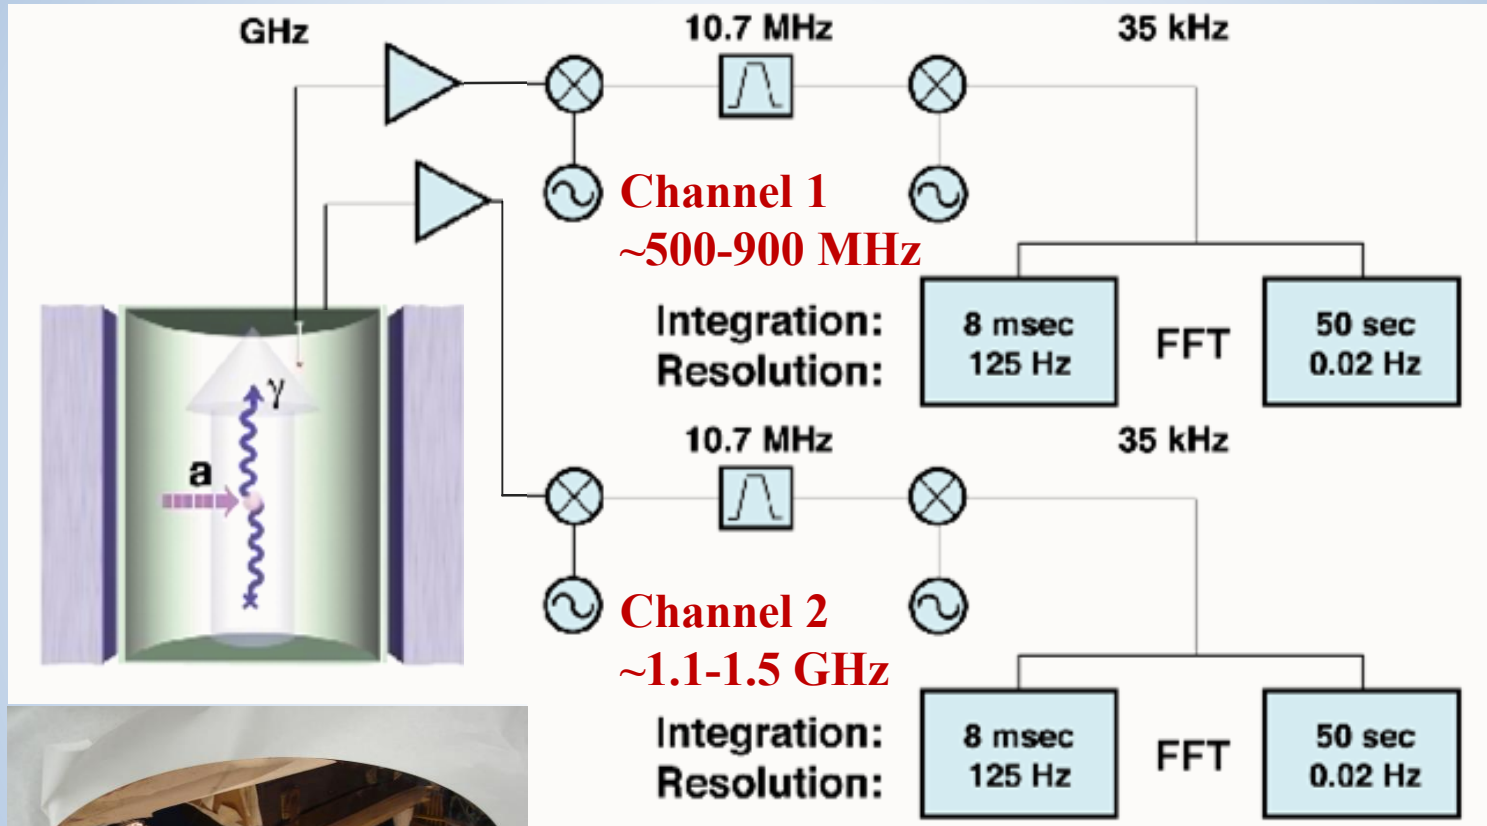 GHz
10.7 MHz
35 kHz
Channel 1
~500-900 MHz
Integration:
Resolution:
8 msec
125 Hz
FFT
50 sec
0.02 Hz
γ
a
10.7 MHz
35 kHz
Channel 2
~1.1-1.5 GHz
Integration:
Resolution:
8 msec
125 Hz
FFT
50 sec
0.02 Hz